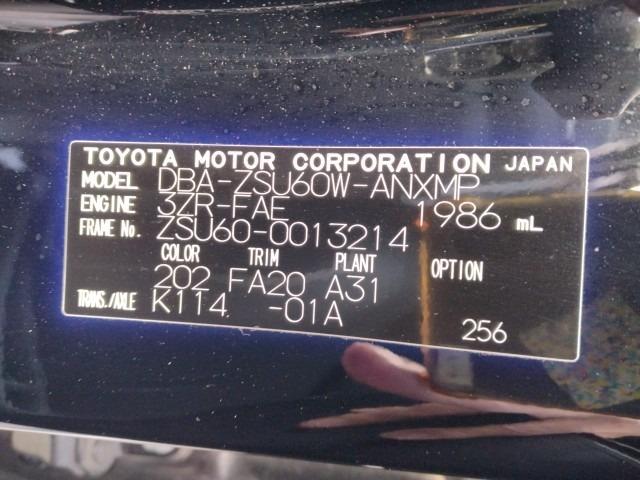 TOYOTA MOTOR CORPORATION JAPAN
MODEL DBA-ZSU60W-ANXMP
ENGINE 3ZR-FAE 1986 mL
FRAME No. ZSU60-0013214
COLOR TRIM PLANT OPTION
202 FA20 A31
TRANS./AXLE K114 -01A
256